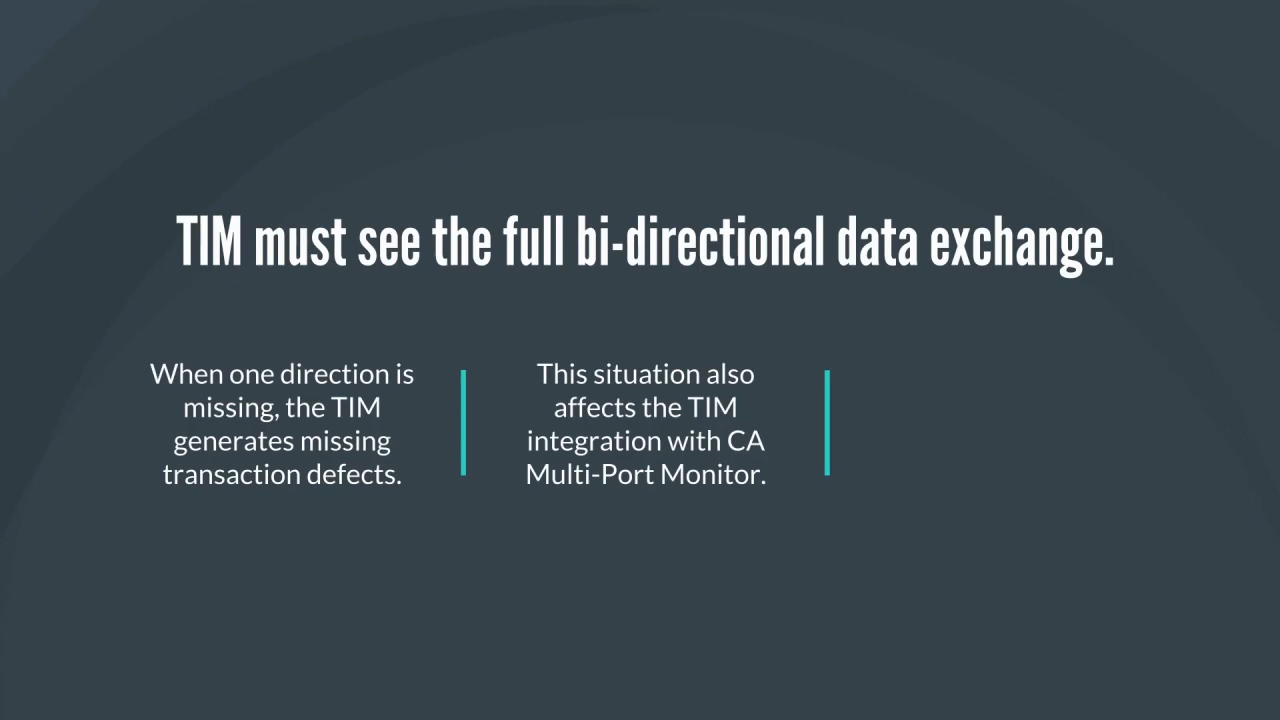 TIM must see the full bi-directional data exchange.
When one direction is
missing, the TIM
generates missing
transaction defects.
This situation also
affects the TIM
integration with CA
Multi-Port Monitor.